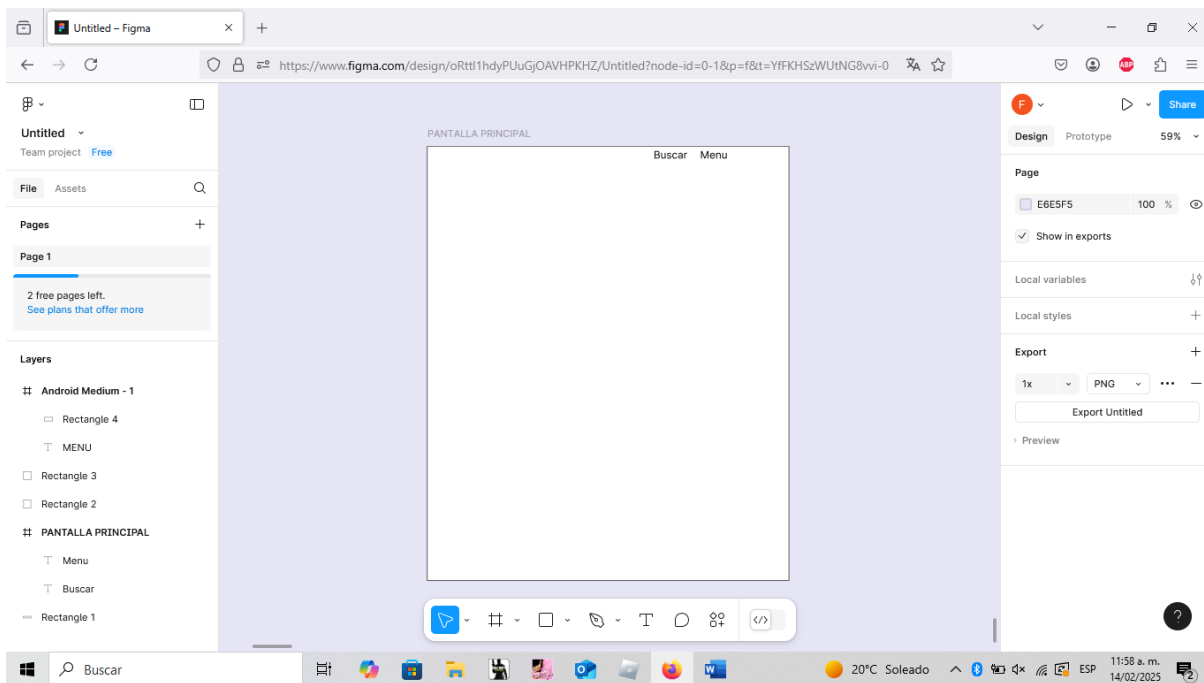 Untitled – Figma
https://www.figma.com/design/oRttI1hdyPUuGjOAVHPKHZ/Untitled?node-id=0-1&p=f&t=YfFKHSzWUtNG8vvi-0
ABP
Untitled
Team project Free
File Assets
Pages
Page 1
2 free pages left.
See plans that offer more
Layers
Android Medium - 1
Rectangle 4
MENU
Rectangle 3
Rectangle 2
PANTALLA PRINCIPAL
Menu
Buscar
Rectangle 1
PANTALLA PRINCIPAL
Buscar Menu
F
Share
Design Prototype 59%
Page
E6E5F5 100 %
Show in exports
Local variables
Local styles
Export
1x PNG
Export Untitled
Preview
?
Buscar
20°C Soleado
ESP
11:58 a. m.
14/02/2025
2